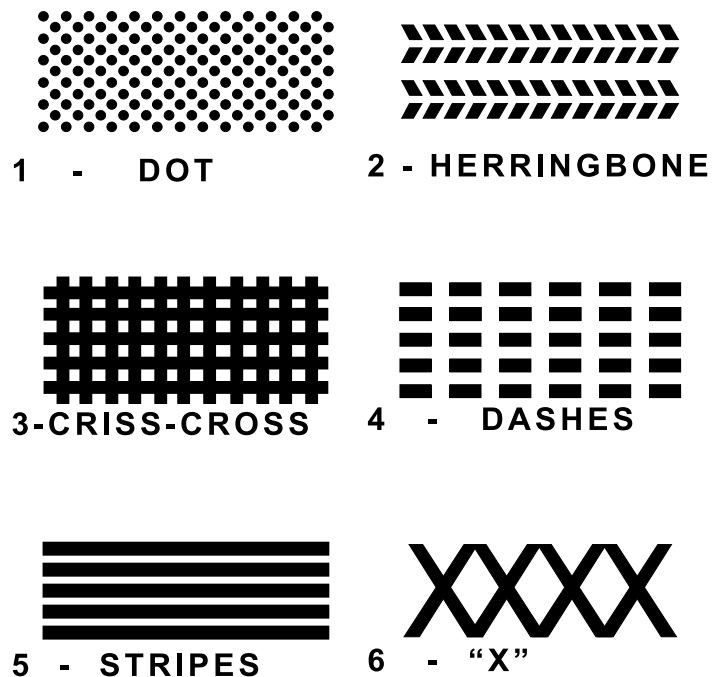 1 - DOT
2 - HERRINGBONE
3-CRISS-CROSS
4 - DASHES
5 - STRIPES
6 - “X”